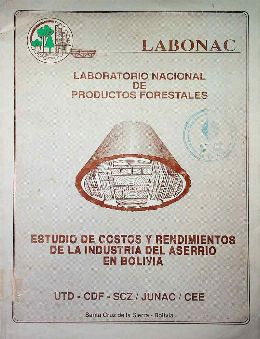 LABONAC
LABORATORIO NACIONAL
DE
PRODUCTOS FORESTALES
ESTUDIO DE COSTOS Y RENDIMIENTOS
DE LA INDUSTRIA DEL ASERRIO
EN BOLIVIA
UTD - CDF - SCZ / JUNAC / CEE
Santa Cruz de la Sierra - Bolivia